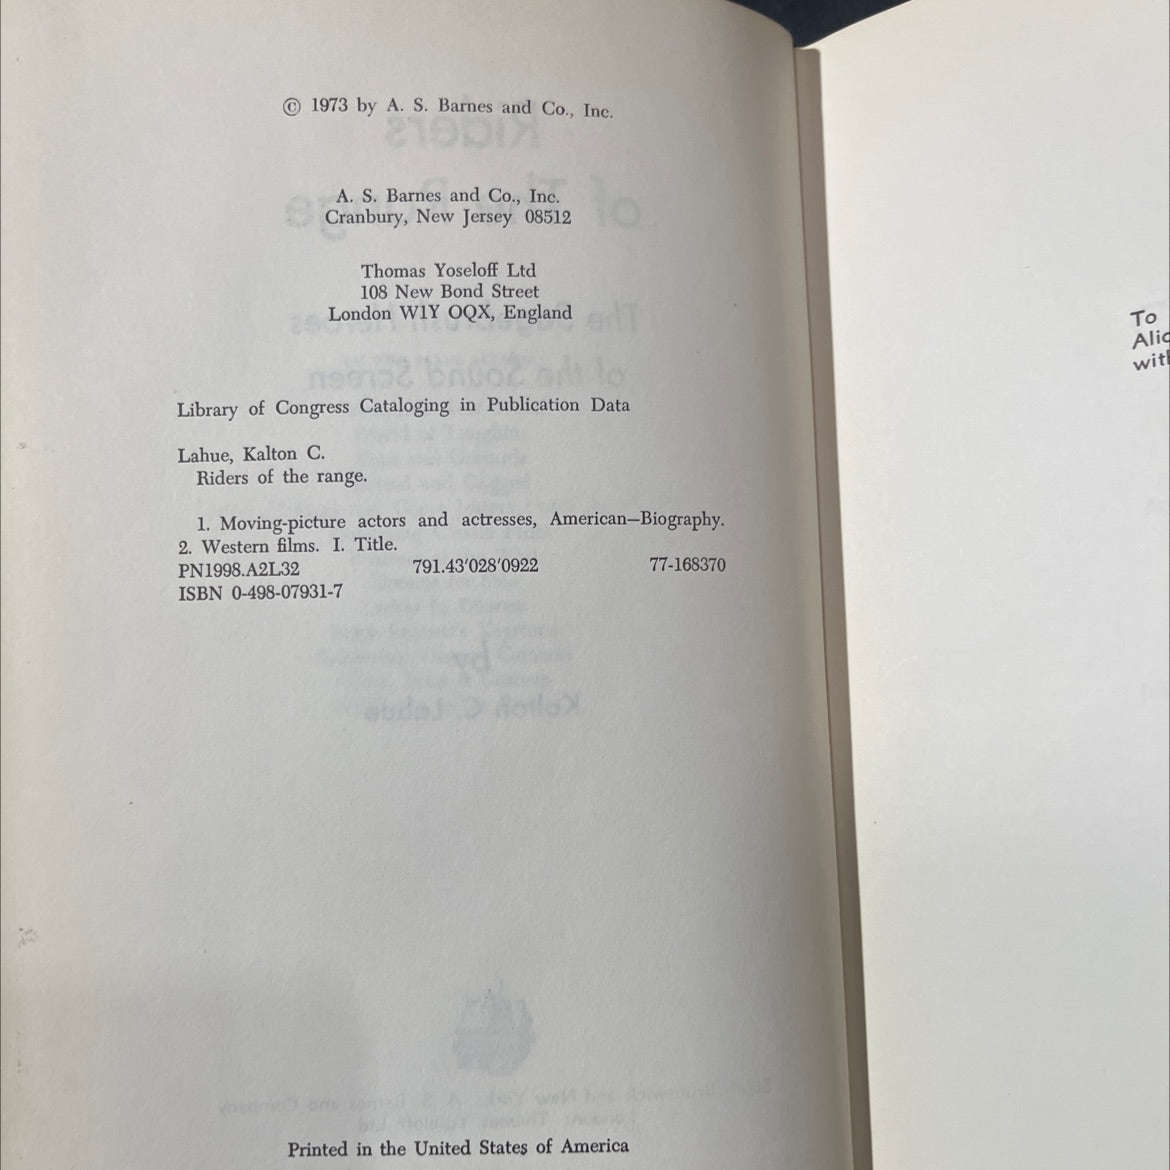 © 1973 by A. S. Barnes and Co., Inc.
A. S. Barnes and Co., Inc.
Cranbury, New Jersey 08512
Thomas Yoseloff Ltd
108 New Bond Street
London W1Y OQX, England
Library of Congress Cataloging in Publication Data
Lahue, Kalton C.
Riders of the range.
1. Moving-picture actors and actresses, American—Biography.
2. Western films. I. Title.
PN1998.A2L32 791.43′028′0922 77-168370
ISBN 0-498-07931-7
Printed in the United States of America
To